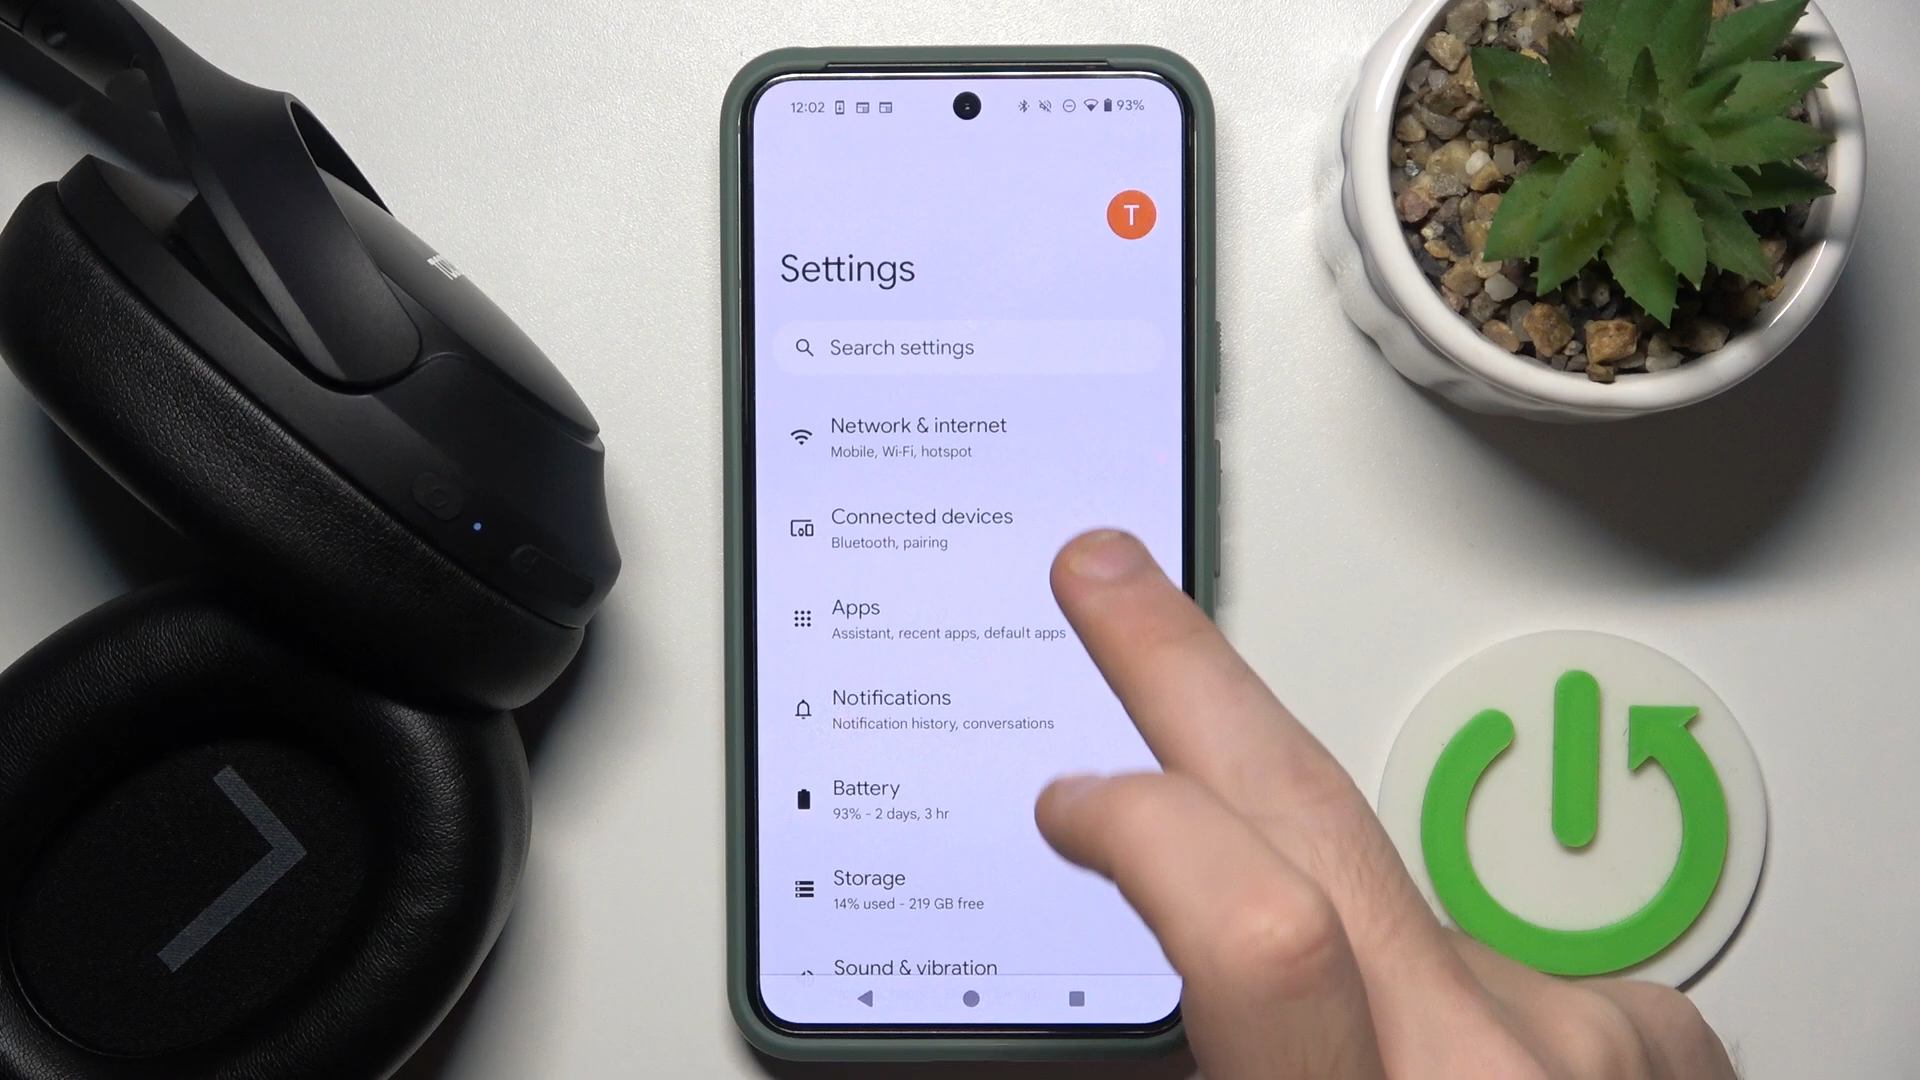 12:02
93%
T
Settings
Search settings
Network & internet
Mobile, Wi-Fi, hotspot
Connected devices
Bluetooth, pairing
Apps
Assistant, recent apps, default apps
Notifications
Notification history, conversations
Battery
93% - 2 days, 3 hr
Storage
14% used - 219 GB free
Sound & vibration